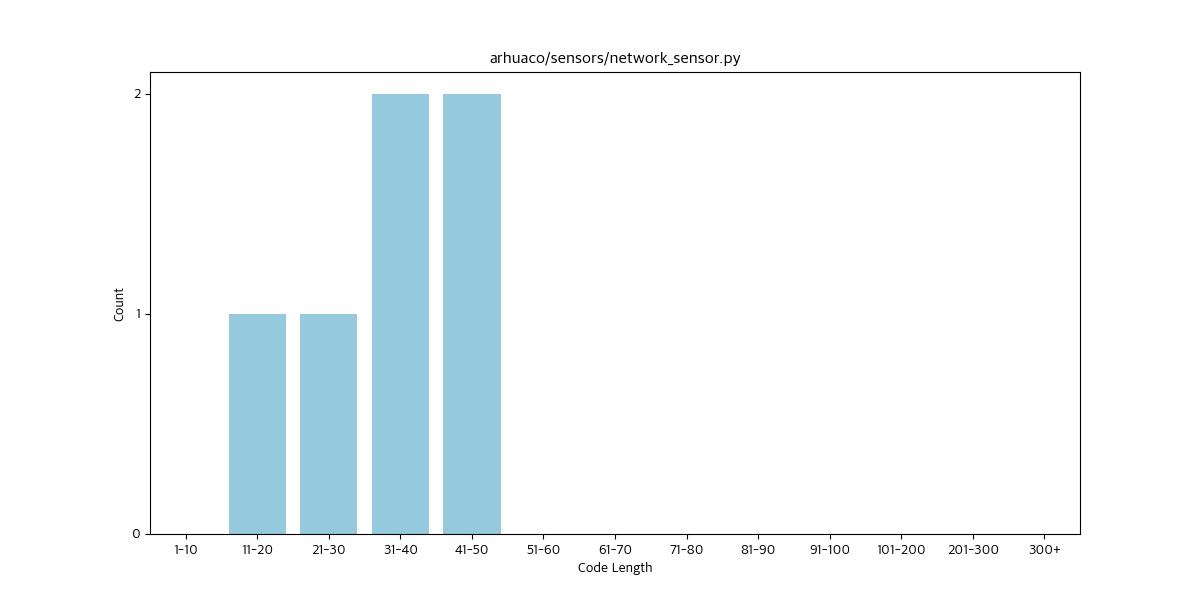 arhuaco/sensors/network_sensor.py
Count
2
1
0
1-10 11-20 21-30 31-40 41-50 51-60 61-70 71-80 81-90 91-100 101-200 201-300 300+
Code Length